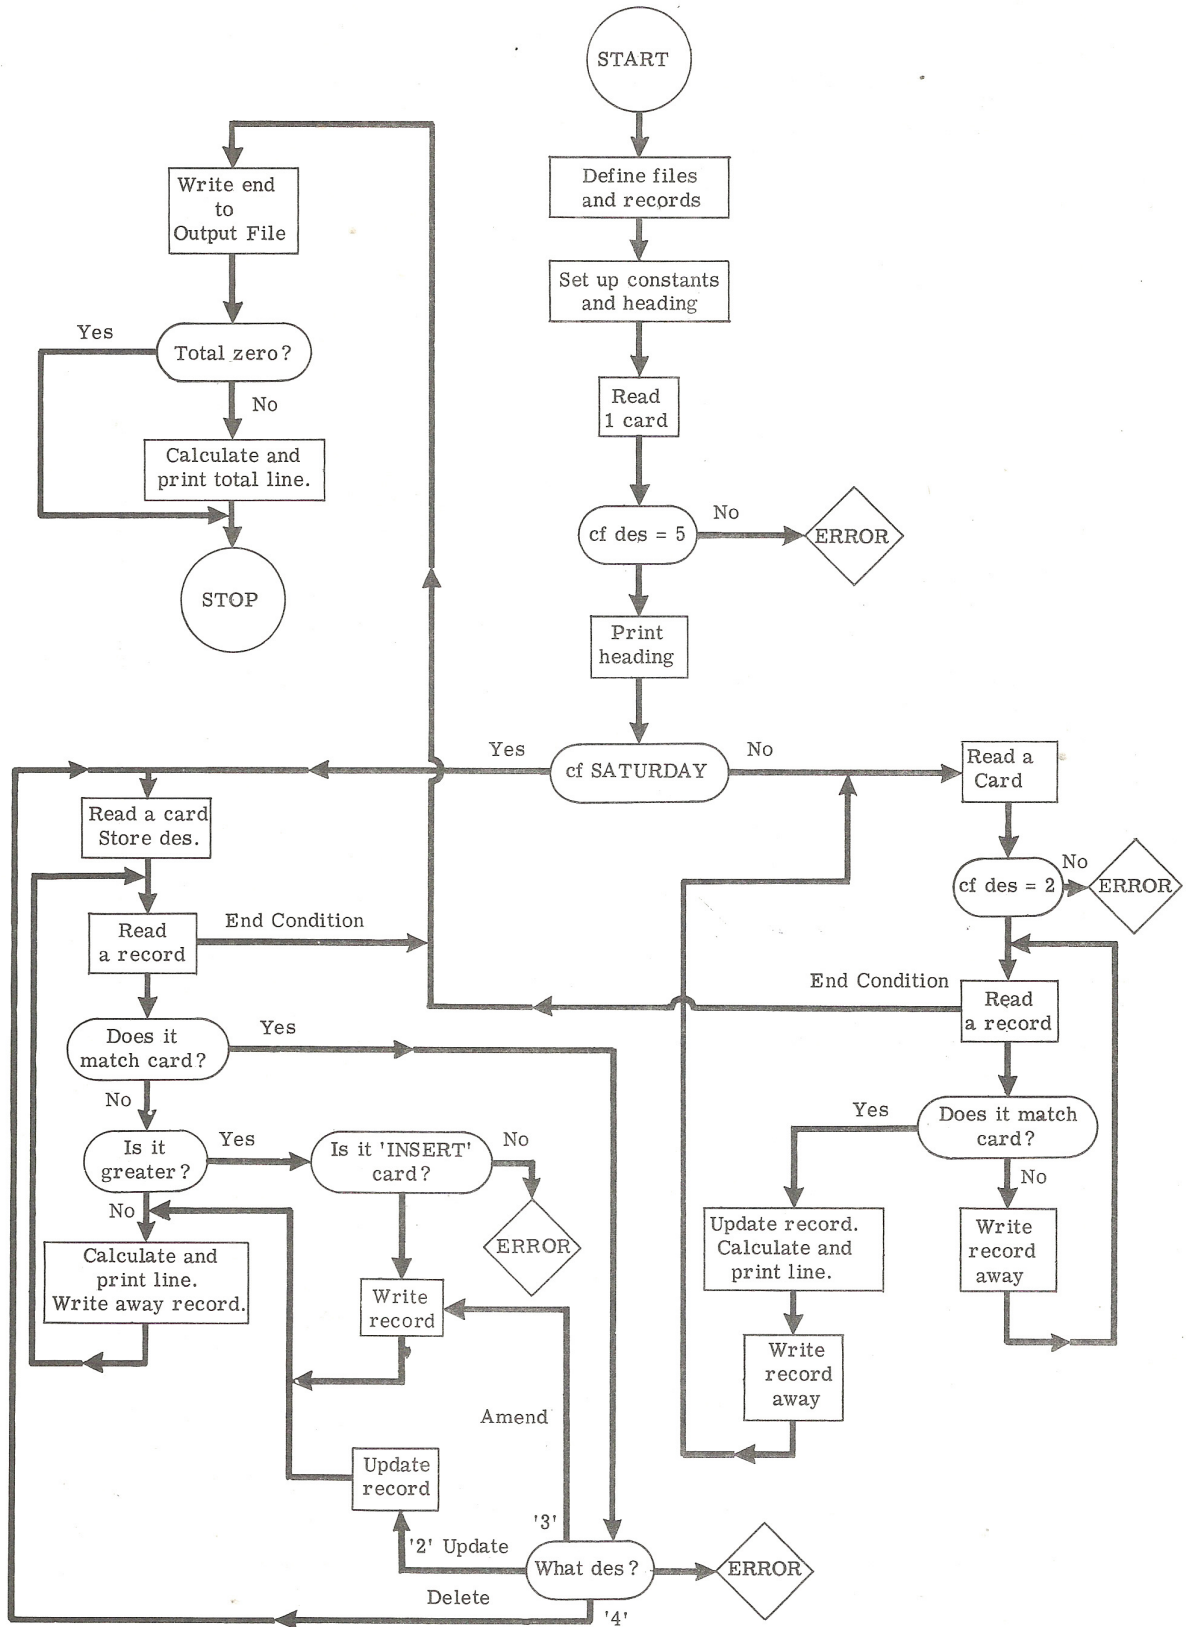 START
Define files
and records
Set up constants
and heading
Read
1 card
cf des = 5
No
ERROR
Print
heading
cf SATURDAY
Yes
No
Write end
to
Output File
Total zero?
Yes
No
Calculate and
print total line.
STOP
Read a card
Store des.
Read
a record
End Condition
Does it
match card?
Yes
No
Is it
greater?
Yes
No
Is it 'INSERT'
card?
No
ERROR
Calculate and
print line.
Write away record.
Write
record
Amend
Update
record
'2' Update
'3'
What des?
ERROR
Delete
'4'
Read a
Card
cf des = 2
No
ERROR
End Condition
Read
a record
Does it match
card?
Yes
No
Update record.
Calculate and
print line.
Write
record
away
Write
record
away